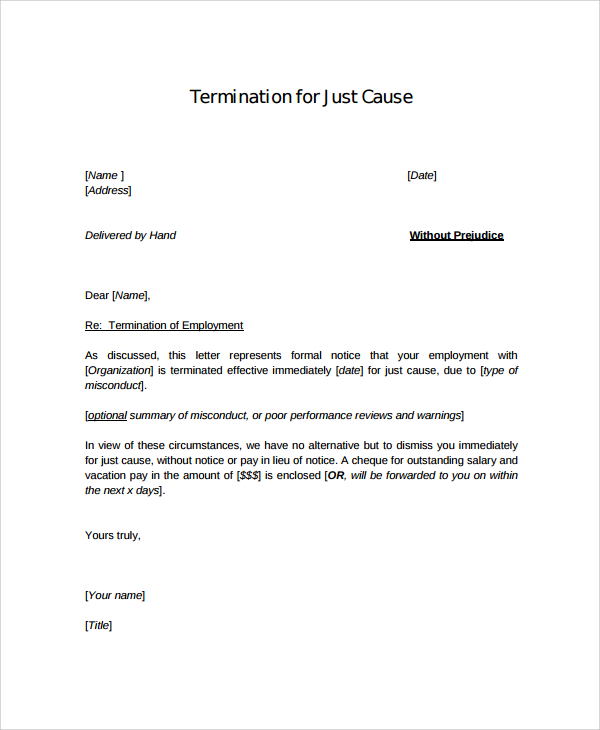 Termination for Just Cause
[Name ] [Date]
[Address]
Delivered by Hand Without Prejudice
Dear [Name],
Re: Termination of Employment
As discussed, this letter represents formal notice that your employment with
[Organization] is terminated effective immediately [date] for just cause, due to [type of
misconduct].
[optional summary of misconduct, or poor performance reviews and warnings]
In view of these circumstances, we have no alternative but to dismiss you immediately
for just cause, without notice or pay in lieu of notice. A cheque for outstanding salary and
vacation pay in the amount of [$$$] is enclosed [OR, will be forwarded to you on within
the next x days].
Yours truly,
[Your name]
[Title]